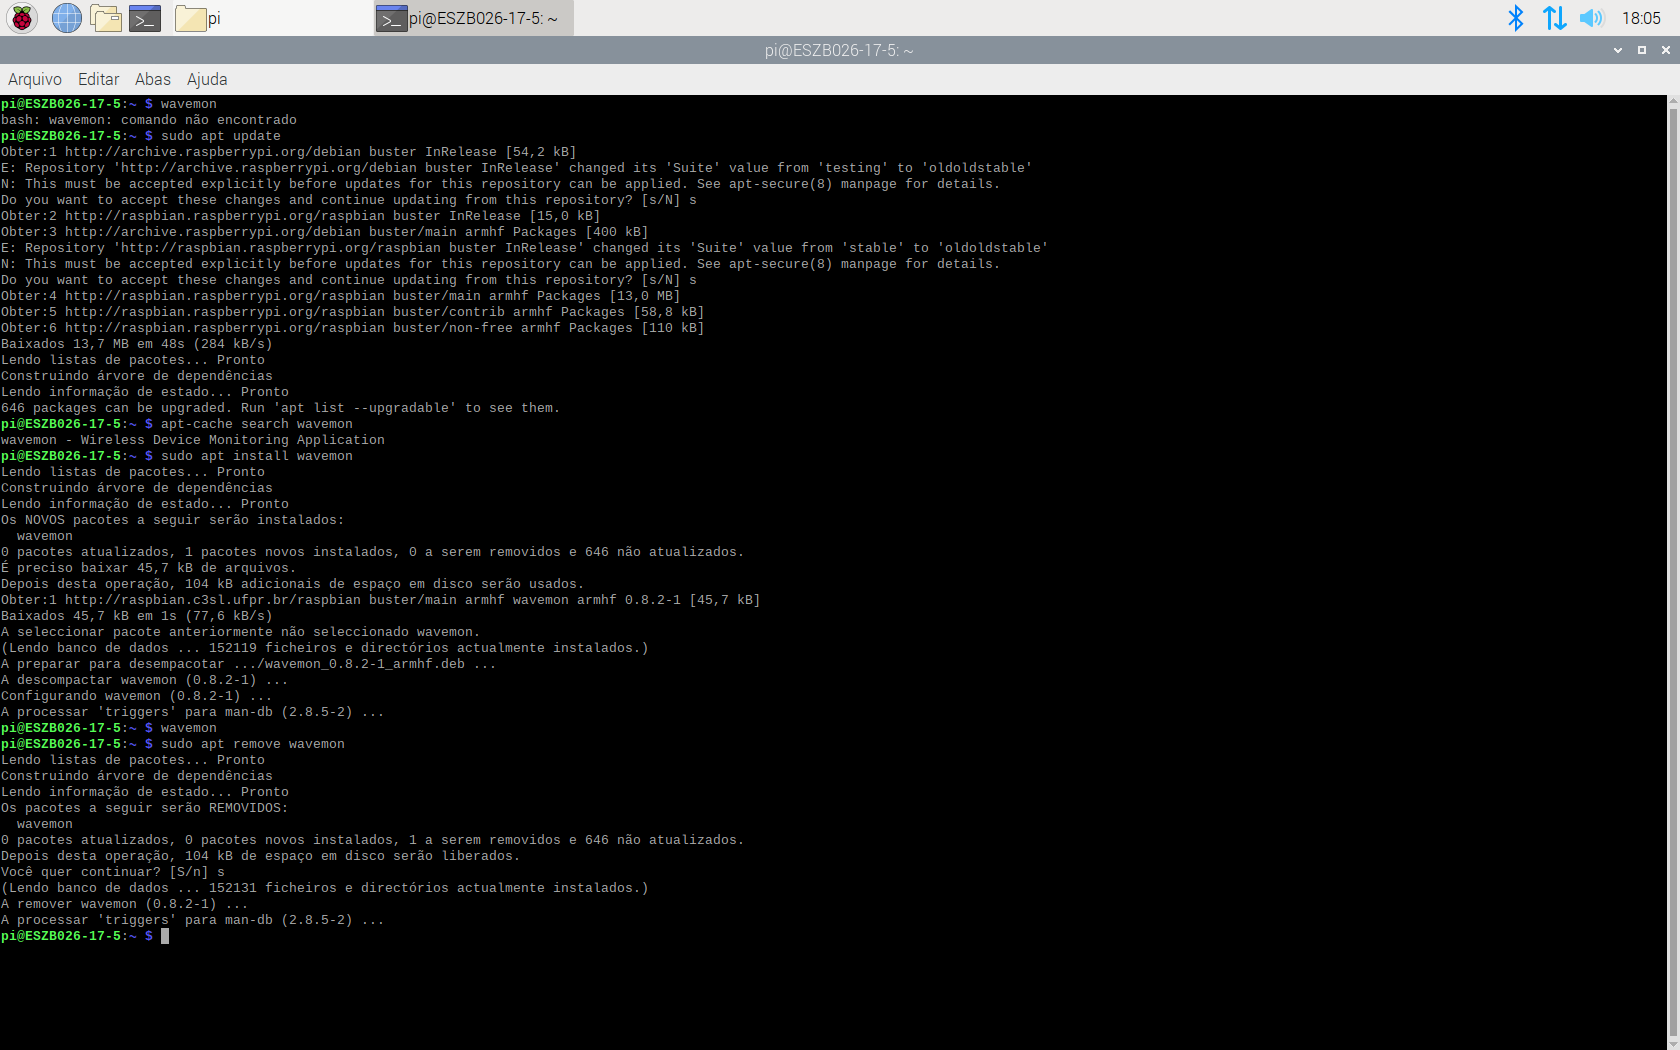 pi
pi@ESZB026-17-5: ~
18:05
pi@ESZB026-17-5: ~
Arquivo Editar Abas Ajuda
pi@ESZB026-17-5:~ $ wavemon
bash: wavemon: comando não encontrado
pi@ESZB026-17-5:~ $ sudo apt update
Obter:1 http://archive.raspberrypi.org/debian buster InRelease [54,2 kB]
E: Repository 'http://archive.raspberrypi.org/debian buster InRelease' changed its 'Suite' value from 'testing' to 'oldoldstable'
N: This must be accepted explicitly before updates for this repository can be applied. See apt-secure(8) manpage for details.
Do you want to accept these changes and continue updating from this repository? [s/N] s
Obter:2 http://raspbian.raspberrypi.org/raspbian buster InRelease [15,0 kB]
Obter:3 http://archive.raspberrypi.org/debian buster/main armhf Packages [400 kB]
E: Repository 'http://raspbian.raspberrypi.org/raspbian buster InRelease' changed its 'Suite' value from 'stable' to 'oldoldstable'
N: This must be accepted explicitly before updates for this repository can be applied. See apt-secure(8) manpage for details.
Do you want to accept these changes and continue updating from this repository? [s/N] s
Obter:4 http://raspbian.raspberrypi.org/raspbian buster/main armhf Packages [13,0 MB]
Obter:5 http://raspbian.raspberrypi.org/raspbian buster/contrib armhf Packages [58,8 kB]
Obter:6 http://raspbian.raspberrypi.org/raspbian buster/non-free armhf Packages [110 kB]
Baixados 13,7 MB em 48s (284 kB/s)
Lendo listas de pacotes... Pronto
Construindo árvore de dependências
Lendo informação de estado... Pronto
646 packages can be upgraded. Run 'apt list --upgradable' to see them.
pi@ESZB026-17-5:~ $ apt-cache search wavemon
wavemon - Wireless Device Monitoring Application
pi@ESZB026-17-5:~ $ sudo apt install wavemon
Lendo listas de pacotes... Pronto
Construindo árvore de dependências
Lendo informação de estado... Pronto
Os NOVOS pacotes a seguir serão instalados:
  wavemon
0 pacotes atualizados, 1 pacotes novos instalados, 0 a serem removidos e 646 não atualizados.
É preciso baixar 45,7 kB de arquivos.
Depois desta operação, 104 kB adicionais de espaço em disco serão usados.
Obter:1 http://raspbian.c3sl.ufpr.br/raspbian buster/main armhf wavemon armhf 0.8.2-1 [45,7 kB]
Baixados 45,7 kB em 1s (77,6 kB/s)
A seleccionar pacote anteriormente não seleccionado wavemon.
(Lendo banco de dados ... 152119 ficheiros e directórios actualmente instalados.)
A preparar para desempacotar .../wavemon_0.8.2-1_armhf.deb ...
A descompactar wavemon (0.8.2-1) ...
Configurando wavemon (0.8.2-1) ...
A processar 'triggers' para man-db (2.8.5-2) ...
pi@ESZB026-17-5:~ $ wavemon
pi@ESZB026-17-5:~ $ sudo apt remove wavemon
Lendo listas de pacotes... Pronto
Construindo árvore de dependências
Lendo informação de estado... Pronto
Os pacotes a seguir serão REMOVIDOS:
  wavemon
0 pacotes atualizados, 0 pacotes novos instalados, 1 a serem removidos e 646 não atualizados.
Depois desta operação, 104 kB de espaço em disco serão liberados.
Você quer continuar? [S/n] s
(Lendo banco de dados ... 152131 ficheiros e directórios actualmente instalados.)
A remover wavemon (0.8.2-1) ...
A processar 'triggers' para man-db (2.8.5-2) ...
pi@ESZB026-17-5:~ $